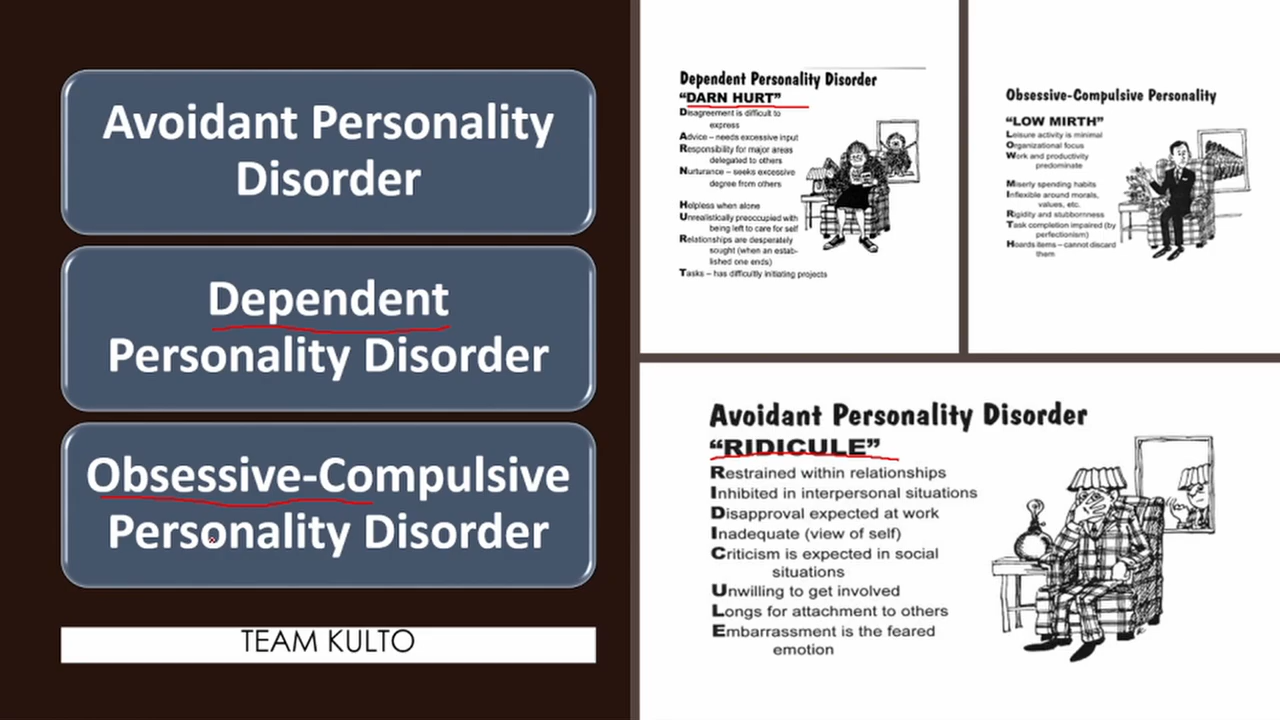 Avoidant Personality
Disorder
Dependent
Personality Disorder
Obsessive-Compulsive
Personality Disorder
TEAM KULTO
Dependent Personality Disorder
“DARN HURT”
Disagreement is difficult to
express
Advice – needs excessive input
Responsibility for major areas
delegated to others
Nurturance – seeks excessive
degree from others
Helpless when alone
Unrealistically preoccupied with
being left to care for self
Relationships are desperately
sought (when an estab-
lished one ends)
Tasks – has difficultly initiating projects
Obsessive-Compulsive Personality
“LOW MIRTH”
Leisure activity is minimal
Organizational focus
Work and productivity
predominate
Miserly spending habits
Inflexible around morals,
values, etc.
Rigidity and stubbornness
Task completion impaired (by
perfectionism)
Hoards items – cannot discard
them
Avoidant Personality Disorder
“RIDICULE”
Restrained within relationships
Inhibited in interpersonal situations
Disapproval expected at work
Inadequate (view of self)
Criticism is expected in social
situations
Unwilling to get involved
Longs for attachment to others
Embarrassment is the feared
emotion